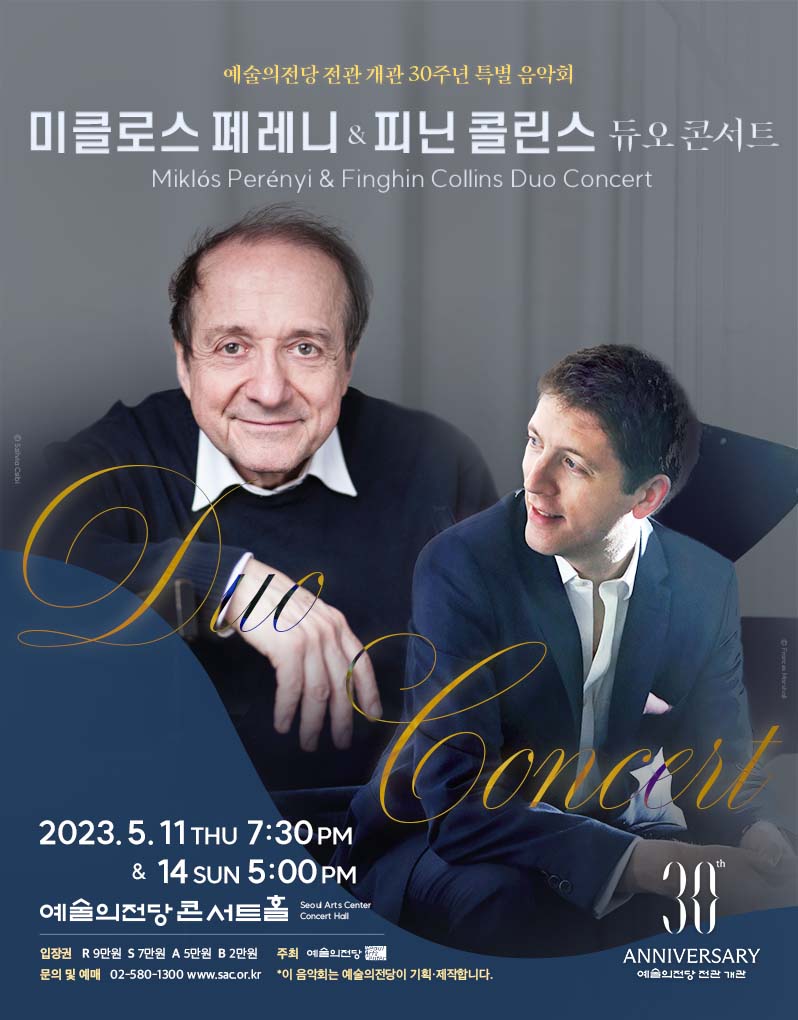 예술의전당 전관 개관 30주년 특별 음악회
미클로스 페레니 & 피닌 콜린스 듀오 콘서트
Miklós Perényi & Finghin Collins Duo Concert
© Szilvia Csibi
Duo
© Frances Marshall
Concert
2023. 5. 11 THU 7:30 PM
& 14 SUN 5:00 PM
예술의전당 콘서트홀 Seoul Arts Center
Concert Hall
입장권 R 9만원 S 7만원 A 5만원 B 2만원 주최 예술의전당
문의 및 예매 02-580-1300 www.sac.or.kr *이 음악회는 예술의전당이 기획·제작합니다.
30th
ANNIVERSARY
예술의전당 전관 개관